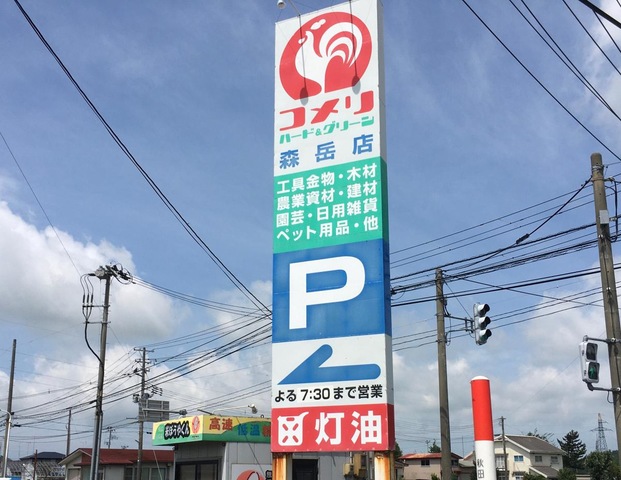 コメリ
ハード&グリーン
森岳店
工具金物・木材
農業資材・建材
園芸・日用雑貨
ペット用品・他
P
よる7:30まで営業
灯油
高速
秋田